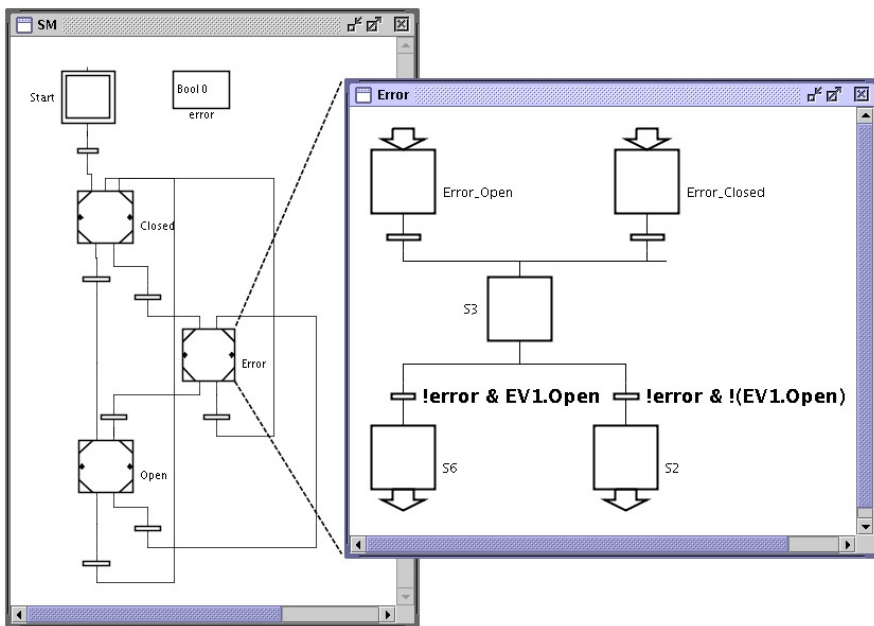 SM
Start
Bool 0
error
Closed
Error
Open
Error
Error_Open
Error_Closed
S3
!error & EV1.Open
!error & !(EV1.Open)
S6
S2